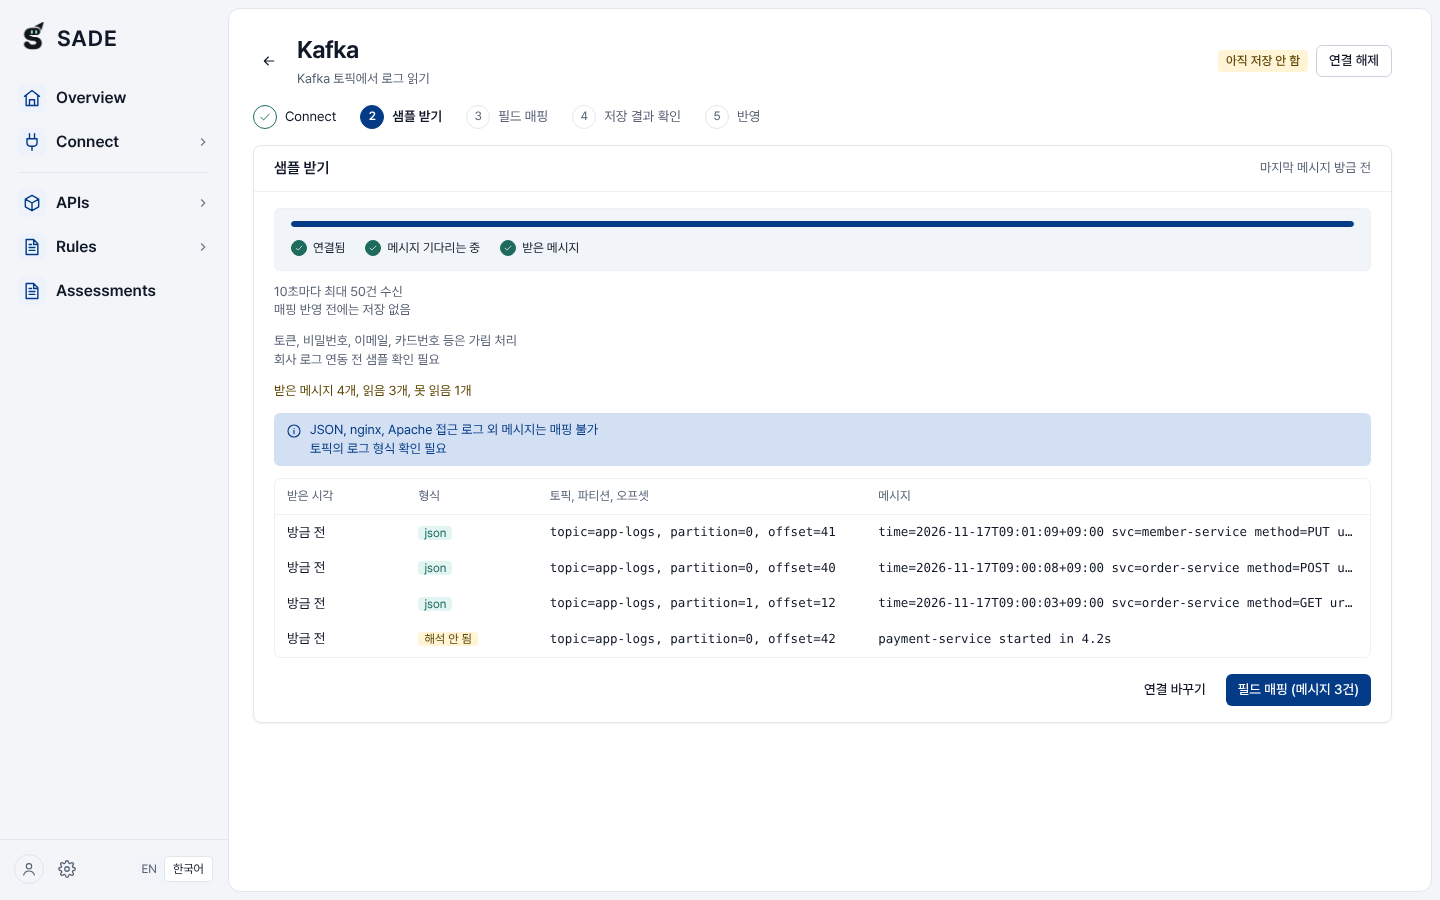 SADE
Overview
Connect
APIs
Rules
Assessments
EN
한국어
Kafka
Kafka 토픽에서 로그 읽기
아직 저장 안 함
연결 해제
Connect
2 샘플 받기
3 필드 매핑
4 저장 결과 확인
5 반영
샘플 받기
마지막 메시지 방금 전
연결됨
메시지 기다리는 중
받은 메시지
10초마다 최대 50건 수신
매핑 반영 전에는 저장 없음
토큰, 비밀번호, 이메일, 카드번호 등은 가림 처리
회사 로그 연동 전 샘플 확인 필요
받은 메시지 4개, 읽음 3개, 못 읽음 1개
JSON, nginx, Apache 접근 로그 외 메시지는 매핑 불가
토픽의 로그 형식 확인 필요
받은 시각 형식 토픽, 파티션, 오프셋 메시지
방금 전 json topic=app-logs, partition=0, offset=41 time=2026-11-17T09:01:09+09:00 svc=member-service method=PUT u…
방금 전 json topic=app-logs, partition=0, offset=40 time=2026-11-17T09:00:08+09:00 svc=order-service method=POST u…
방금 전 json topic=app-logs, partition=1, offset=12 time=2026-11-17T09:00:03+09:00 svc=order-service method=GET ur…
방금 전 해석 안 됨 topic=app-logs, partition=0, offset=42 payment-service started in 4.2s
연결 바꾸기
필드 매핑 (메시지 3건)